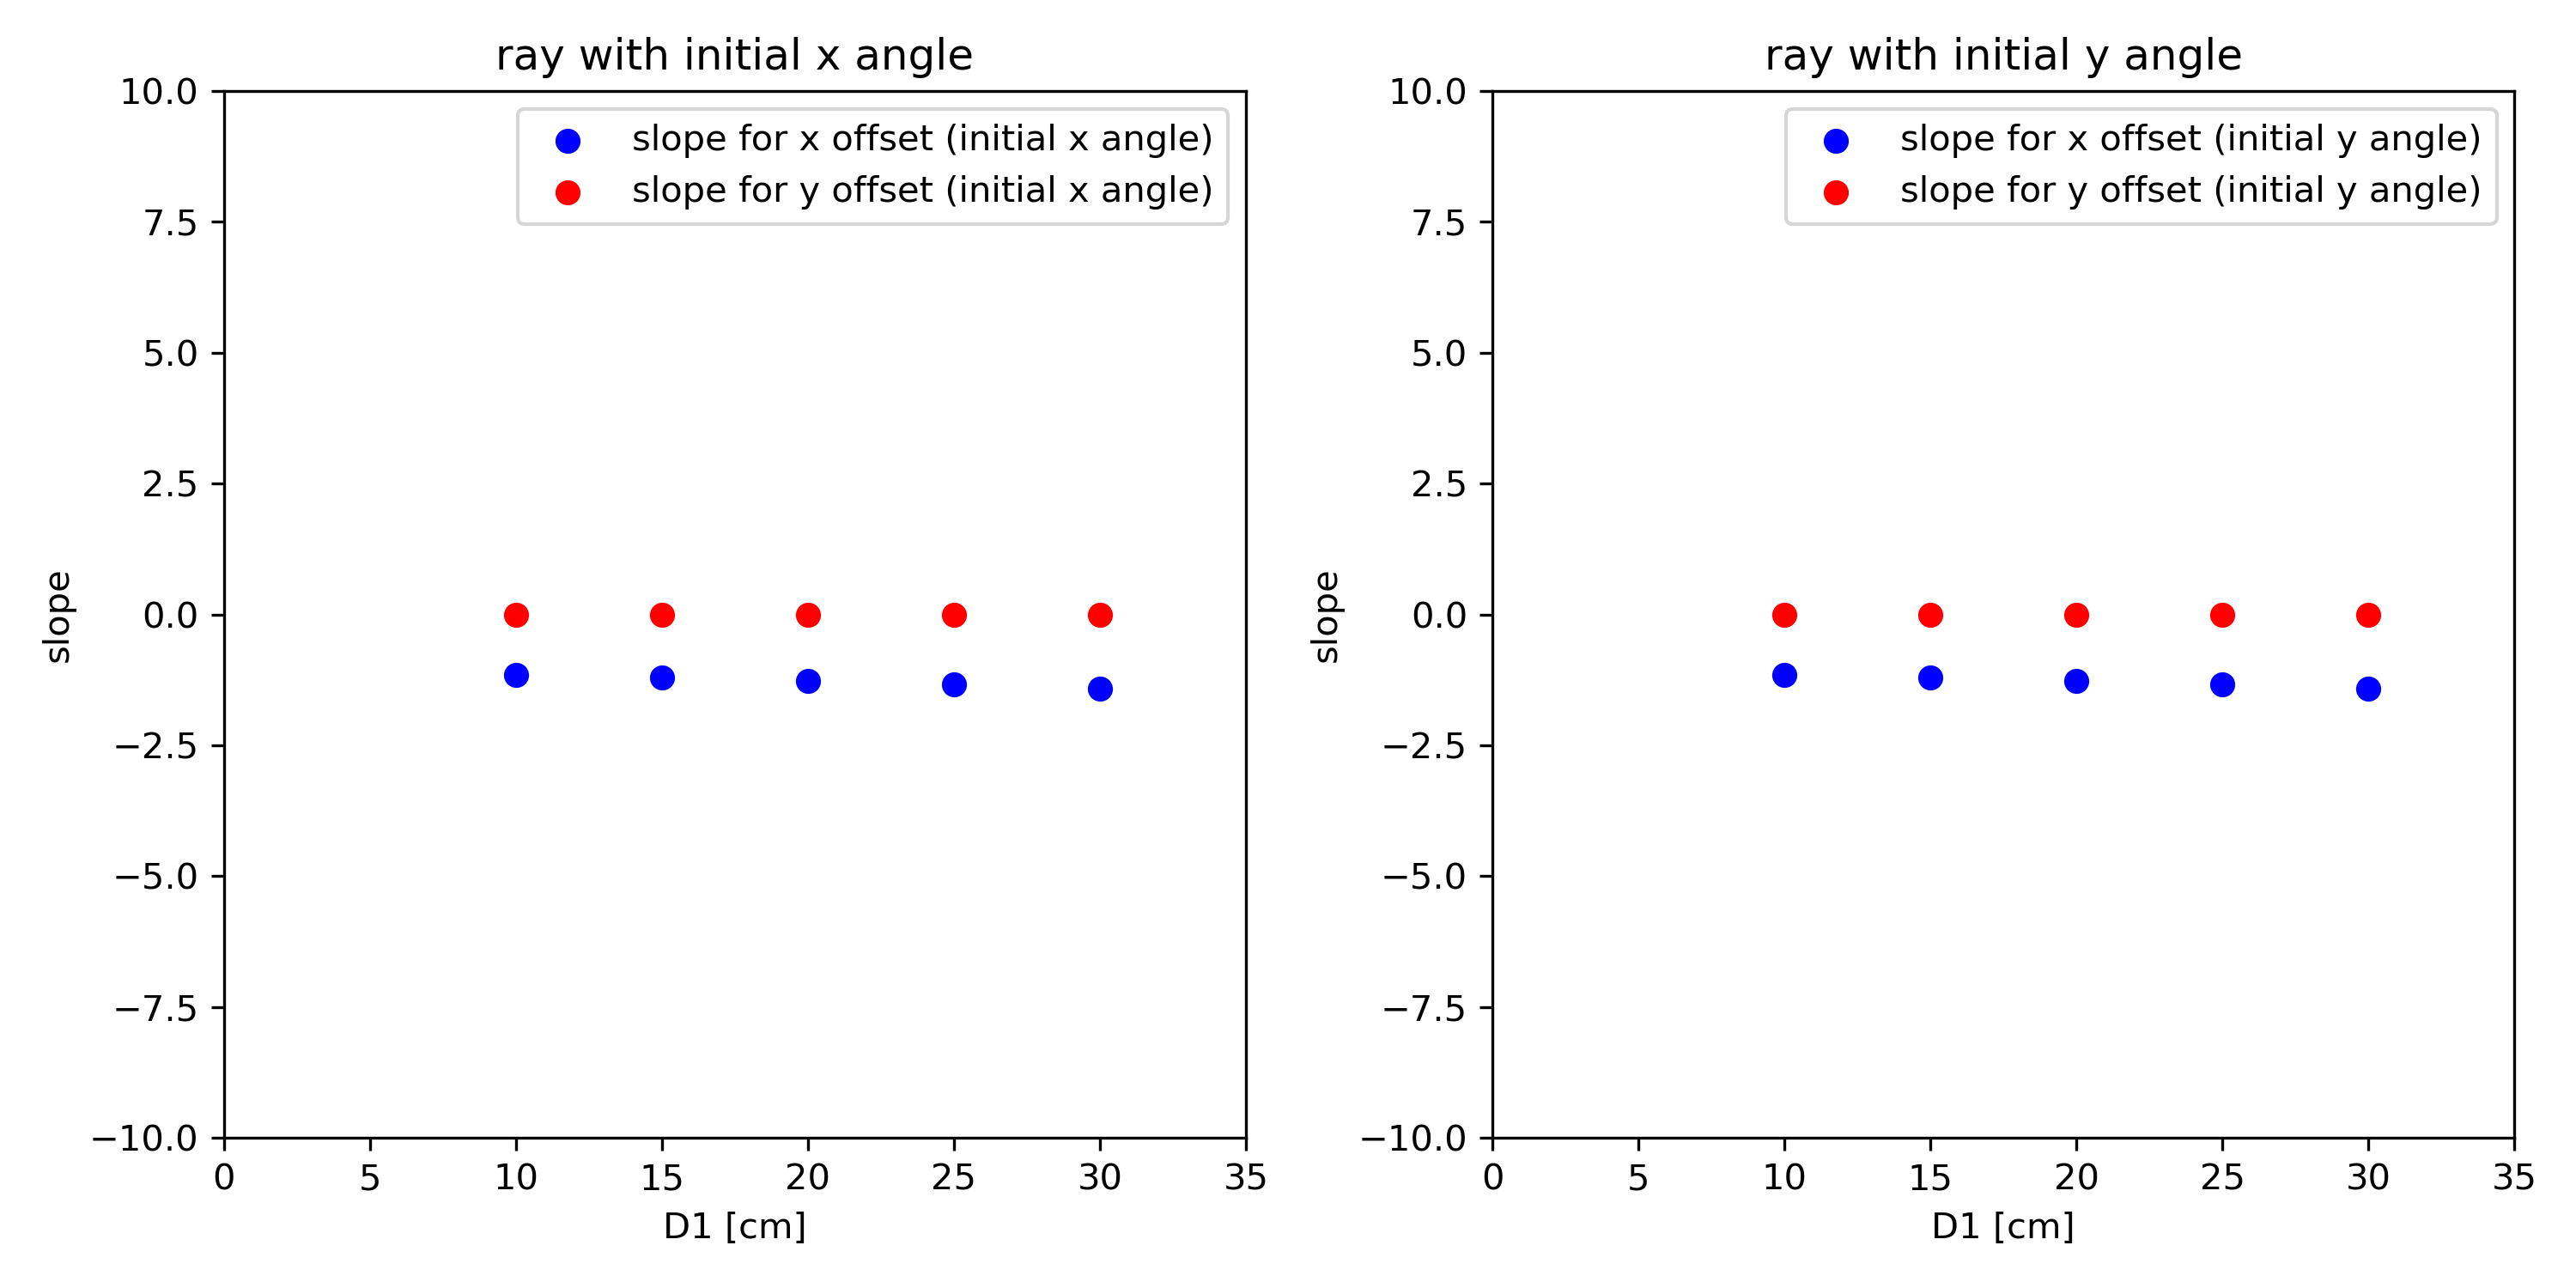 ray with initial x angle
slope for x offset (initial x angle)
slope for y offset (initial x angle)
10.0
7.5
5.0
2.5
0.0
−2.5
−5.0
−7.5
−10.0
slope
0 5 10 15 20 25 30 35
D1 [cm]
ray with initial y angle
slope for x offset (initial y angle)
slope for y offset (initial y angle)
10.0
7.5
5.0
2.5
0.0
−2.5
−5.0
−7.5
−10.0
slope
0 5 10 15 20 25 30 35
D1 [cm]